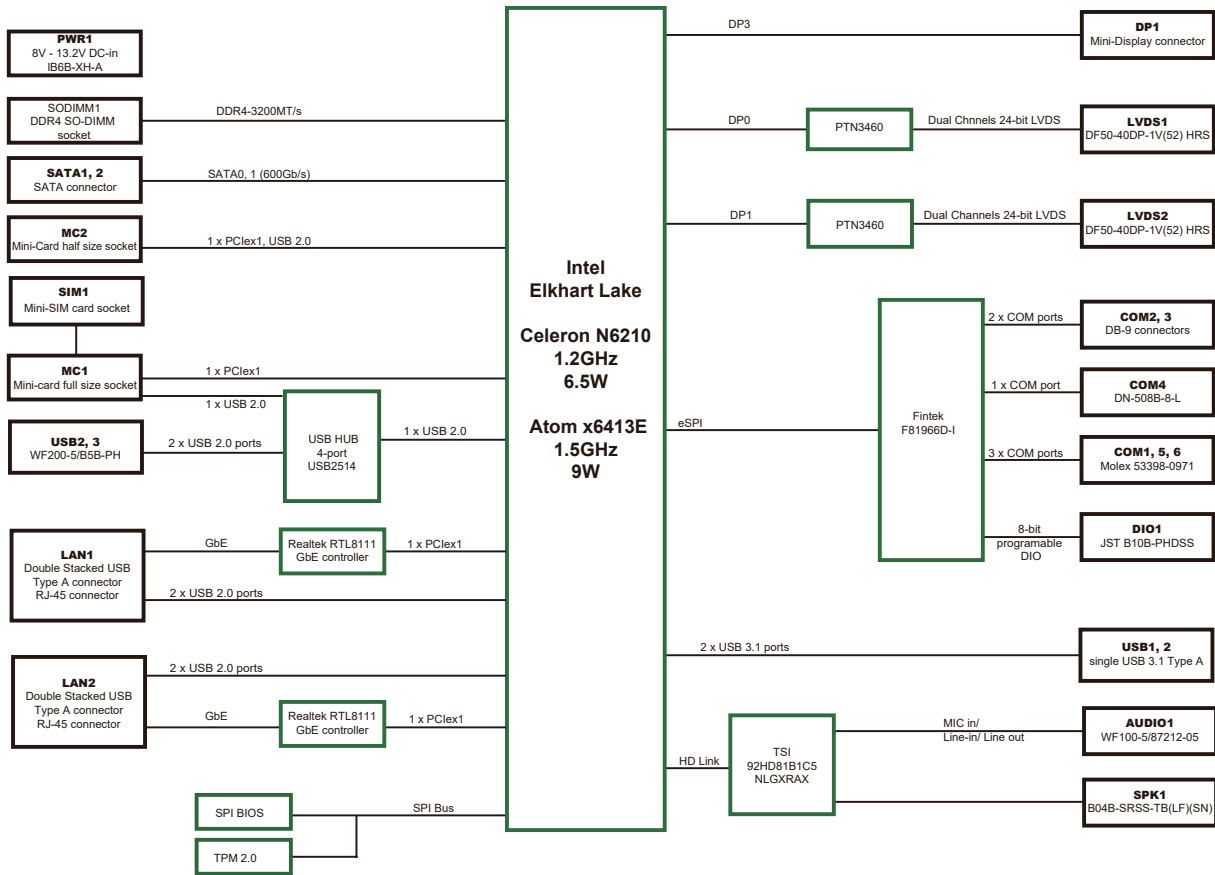 PWR1
8V - 13.2V DC-in
IB6B-XH-A
SODIMM1
DDR4 SO-DIMM
socket
DDR4-3200MT/s
SATA1, 2
SATA connector
SATA0, 1 (600Gb/s)
MC2
Mini-Card half size socket
1 x PCIex1, USB 2.0
SIM1
Mini-SIM card socket
MC1
Mini-card full size socket
1 x PCIex1
1 x USB 2.0
USB2, 3
WF200-5/B5B-PH
2 x USB 2.0 ports
USB HUB
4-port
USB2514
1 x USB 2.0
LAN1
Double Stacked USB
Type A connector
RJ-45 connector
GbE
Realtek RTL8111
GbE controller
1 x PCIex1
2 x USB 2.0 ports
LAN2
Double Stacked USB
Type A connector
RJ-45 connector
2 x USB 2.0 ports
GbE
Realtek RTL8111
GbE controller
1 x PCIex1
SPI BIOS
TPM 2.0
SPI Bus
Intel
Elkhart Lake
Celeron N6210
1.2GHz
6.5W
Atom x6413E
1.5GHz
9W
DP3
DP1
Mini-Display connector
DP0
PTN3460
Dual Chnnels 24-bit LVDS
LVDS1
DF50-40DP-1V(52) HRS
DP1
PTN3460
Dual Channels 24-bit LVDS
LVDS2
DF50-40DP-1V(52) HRS
eSPI
Fintek
F81966D-I
2 x COM ports
COM2, 3
DB-9 connectors
1 x COM port
COM4
DN-508B-8-L
3 x COM ports
COM1, 5, 6
Molex 53398-0971
8-bit
programable
DIO
DIO1
JST B10B-PHDSS
2 x USB 3.1 ports
USB1, 2
single USB 3.1 Type A
HD Link
TSI
92HD81B1C5
NLGXRAX
MIC in/
Line-in/ Line out
AUDIO1
WF100-5/87212-05
SPK1
B04B-SRSS-TB(LF)(SN)